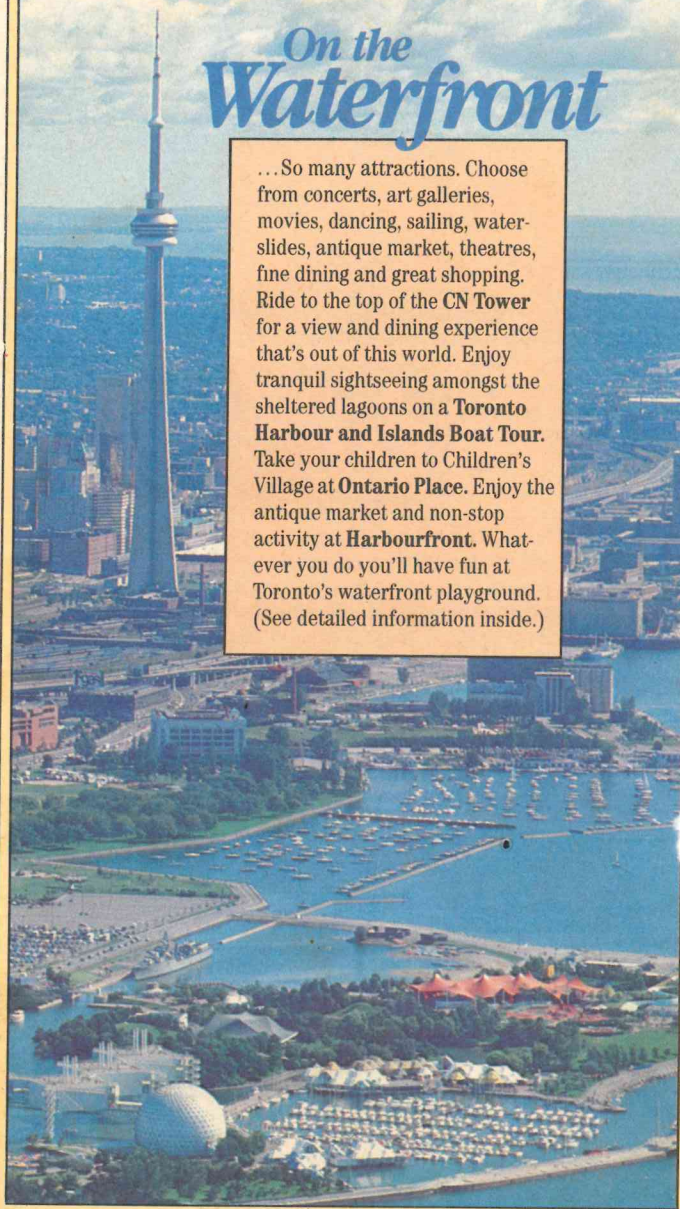 On the
Waterfront
...So many attractions. Choose
from concerts, art galleries,
movies, dancing, sailing, water-
slides, antique market, theatres,
fine dining and great shopping.
Ride to the top of the CN Tower
for a view and dining experience
that's out of this world. Enjoy
tranquil sightseeing amongst the
sheltered lagoons on a Toronto
Harbour and Islands Boat Tour.
Take your children to Children's
Village at Ontario Place. Enjoy the
antique market and non-stop
activity at Harbourfront. What-
ever you do you'll have fun at
Toronto's waterfront playground.
(See detailed information inside.)